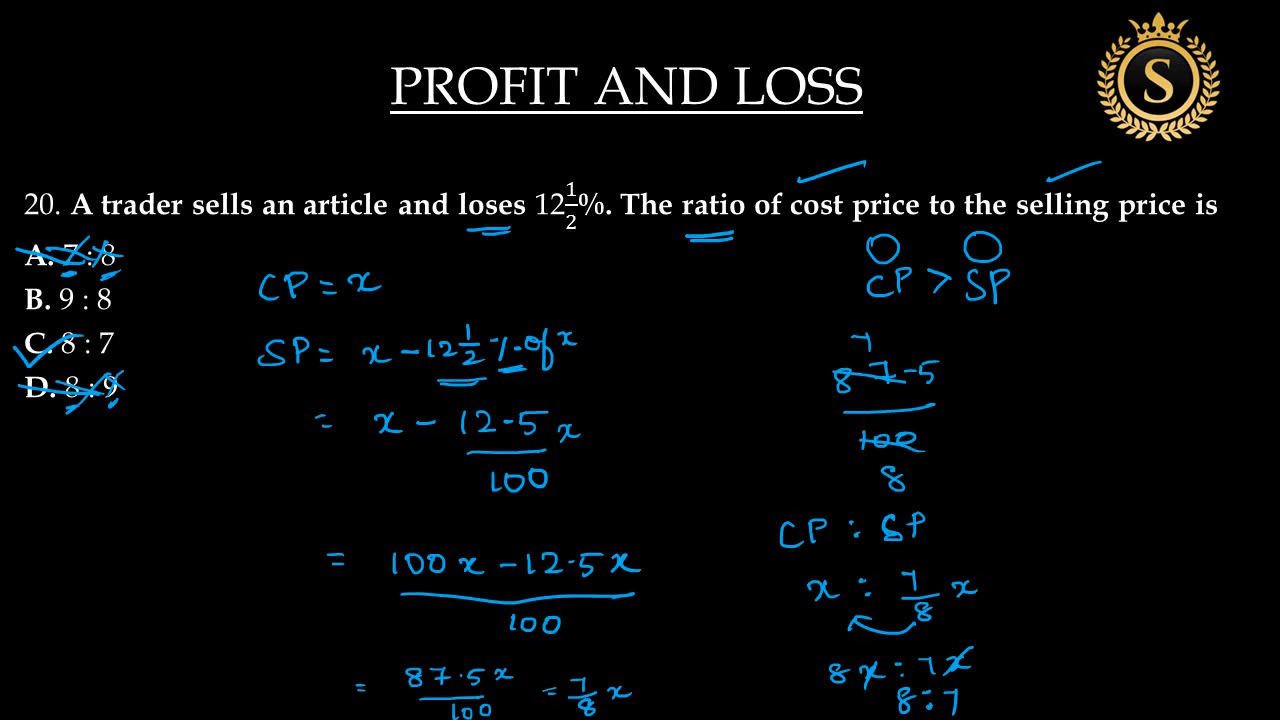 PROFIT AND LOSS
S
20. A trader sells an article and loses 12½%. The ratio of cost price to the selling price is
A. 7 : 8
B. 9 : 8
C. 8 : 7
D. 8 : 9
CP = x
SP = x - 12½ % of x
= x - 12.5/100 x
= (100x - 12.5x)/100
= 87.5x/100 = 7/8 x
CP > SP
7
87.5
100
8
CP : SP
x : 7/8 x
8x : 7x
8 : 7